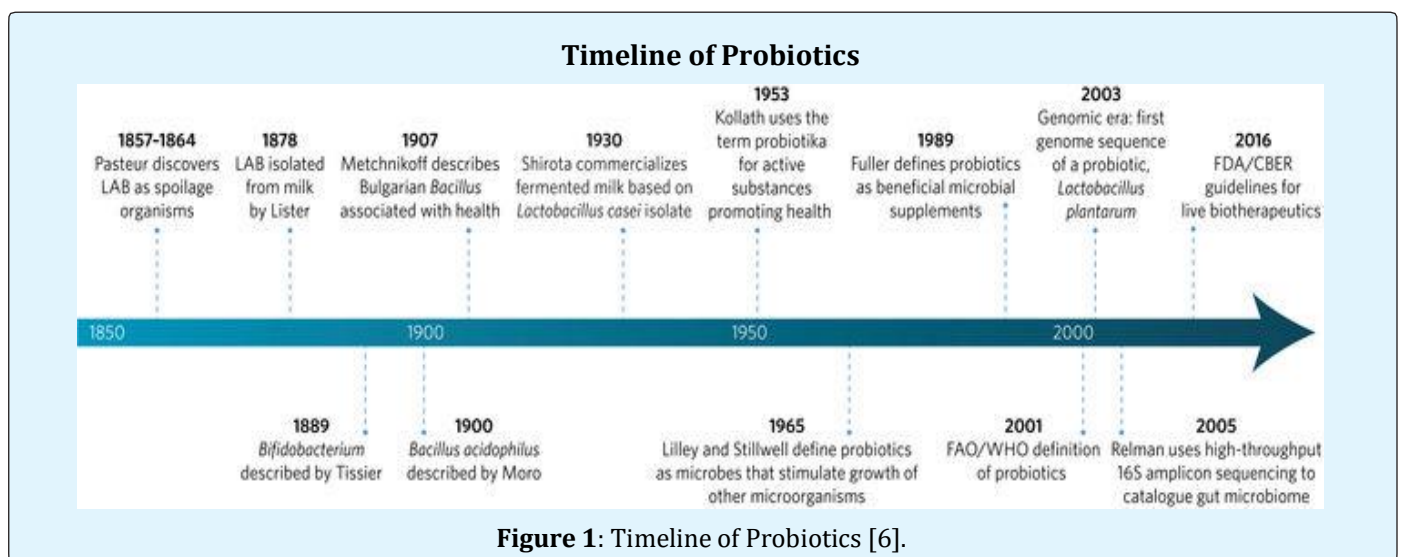 Timeline of Probiotics
1857-1864
Pasteur discovers
LAB as spoilage
organisms
1878
LAB isolated
from milk
by Lister
1907
Metchnikoff describes
Bulgarian Bacillus
associated with health
1930
Shirota commercializes
fermented milk based on
Lactobacillus casei isolate
1953
Kollath uses the
term probiotika
for active
substances
promoting health
1989
Fuller defines probiotics
as beneficial microbial
supplements
2003
Genomic era: first
genome sequence
of a probiotic,
Lactobacillus
plantarum
2016
FDA/CBER
guidelines for
live biotherapeutics
1850
1900
1950
2000
1889
Bifidobacterium
described by Tissier
1900
Bacillus acidophilus
described by Moro
1965
Lilley and Stillwell define probiotics
as microbes that stimulate growth of
other microorganisms
2001
FAO/WHO definition
of probiotics
2005
Relman uses high-throughput
16S amplicon sequencing to
catalogue gut microbiome
Figure 1: Timeline of Probiotics [6].